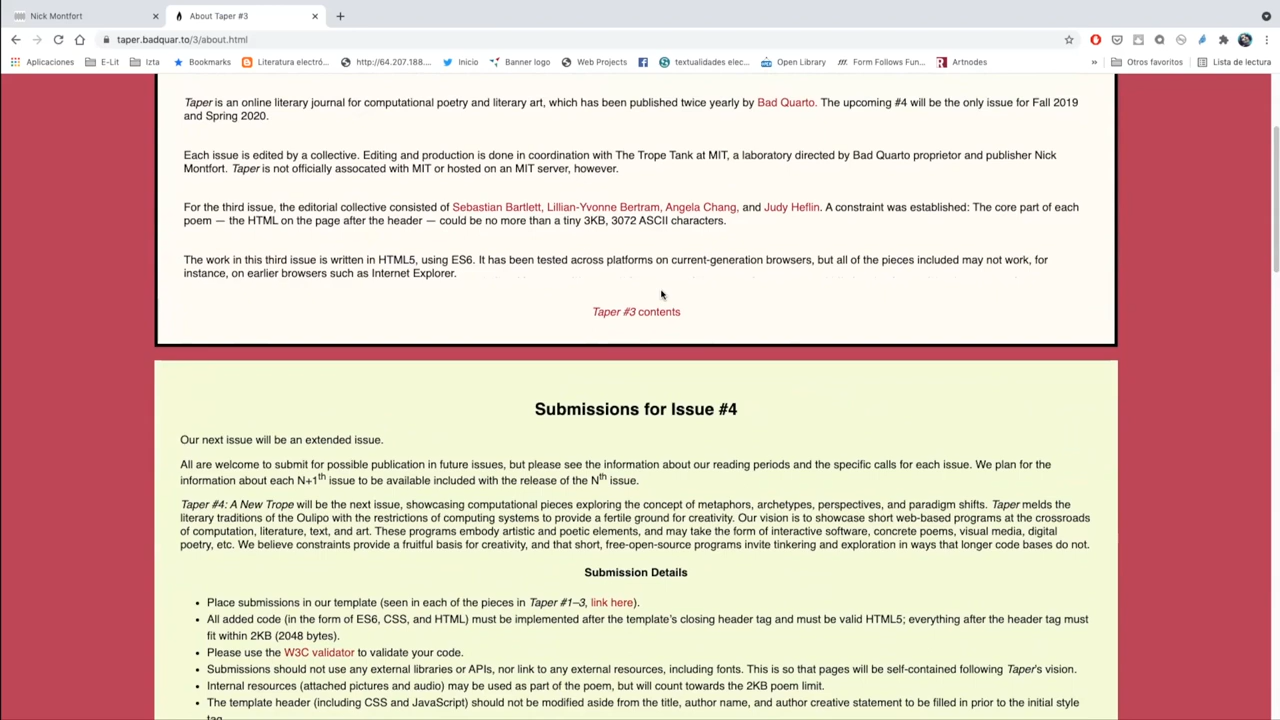 Nick Montfort
About Taper #3
taper.badquar.to/3/about.html
Aplicaciones E-Lit Izta Bookmarks Literatura electró... http://64.207.188.... Inicio Banner logo Web Projects textualidades elec... Open Library Form Follows Fun... Artnodes » Otros favoritos Lista de lectura
Taper is an online literary journal for computational poetry and literary art, which has been published twice yearly by Bad Quarto. The upcoming #4 will be the only issue for Fall 2019
and Spring 2020.
Each issue is edited by a collective. Editing and production is done in coordination with The Trope Tank at MIT, a laboratory directed by Bad Quarto proprietor and publisher Nick
Montfort. Taper is not officially assocated with MIT or hosted on an MIT server, however.
For the third issue, the editorial collective consisted of Sebastian Bartlett, Lillian-Yvonne Bertram, Angela Chang, and Judy Heflin. A constraint was established: The core part of each
poem — the HTML on the page after the header — could be no more than a tiny 3KB, 3072 ASCII characters.
The work in this third issue is written in HTML5, using ES6. It has been tested across platforms on current-generation browsers, but all of the pieces included may not work, for
instance, on earlier browsers such as Internet Explorer.
Taper #3 contents
Submissions for Issue #4
Our next issue will be an extended issue.
All are welcome to submit for possible publication in future issues, but please see the information about our reading periods and the specific calls for each issue. We plan for the
information about each N+1th issue to be available included with the release of the Nth issue.
Taper #4: A New Trope will be the next issue, showcasing computational pieces exploring the concept of metaphors, archetypes, perspectives, and paradigm shifts. Taper melds the
literary traditions of the Oulipo with the restrictions of computing systems to provide a fertile ground for creativity. Our vision is to showcase short web-based programs at the crossroads
of computation, literature, text, and art. These programs embody artistic and poetic elements, and may take the form of interactive software, concrete poems, visual media, digital
poetry, etc. We believe constraints provide a fruitful basis for creativity, and that short, free-open-source programs invite tinkering and exploration in ways that longer code bases do not.
Submission Details
• Place submissions in our template (seen in each of the pieces in Taper #1–3, link here).
• All added code (in the form of ES6, CSS, and HTML) must be implemented after the template's closing header tag and must be valid HTML5; everything after the header tag must
fit within 2KB (2048 bytes).
• Please use the W3C validator to validate your code.
• Submissions should not use any external libraries or APIs, nor link to any external resources, including fonts. This is so that pages will be self-contained following Taper's vision.
• Internal resources (attached pictures and audio) may be used as part of the poem, but will count towards the 2KB poem limit.
• The template header (including CSS and JavaScript) should not be modified aside from the title, author name, and author creative statement to be filled in prior to the initial style
tag.